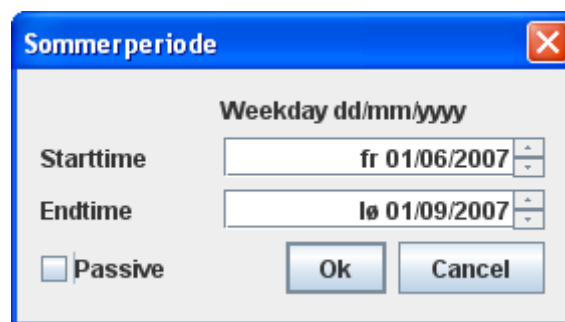 Sommerperiode
Weekday dd/mm/yyyy
Starttime fr 01/06/2007
Endtime lø 01/09/2007
Passive Ok Cancel